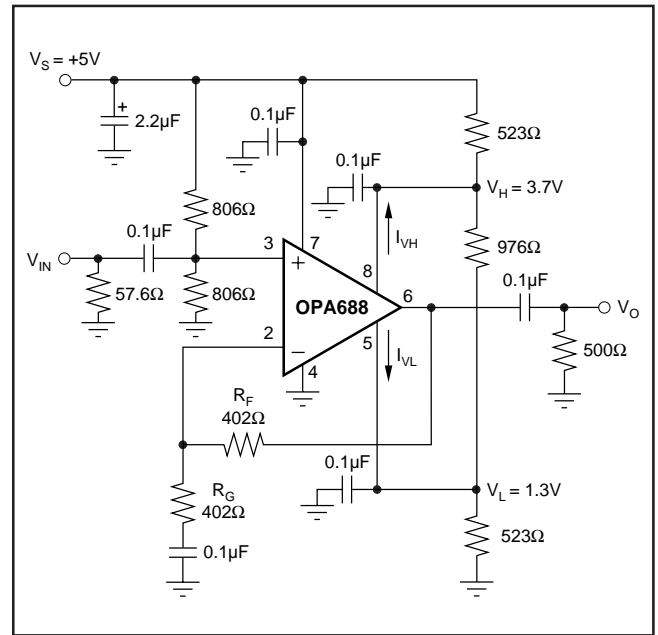 V_S = +5V
2.2µF
+
0.1µF
523Ω
0.1µF
V_H = 3.7V
806Ω
I_VH
976Ω
0.1µF
V_IN
3
7
8
0.1µF
57.6Ω
806Ω
+
OPA688
6
V_O
2
−
5
500Ω
4
I_VL
R_F
402Ω
0.1µF
V_L = 1.3V
R_G
402Ω
523Ω
0.1µF